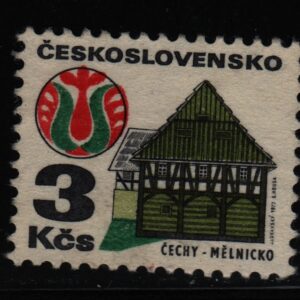 ČESKOSLOVENSKO
3
Kčs
ČECHY - MĚLNICKO